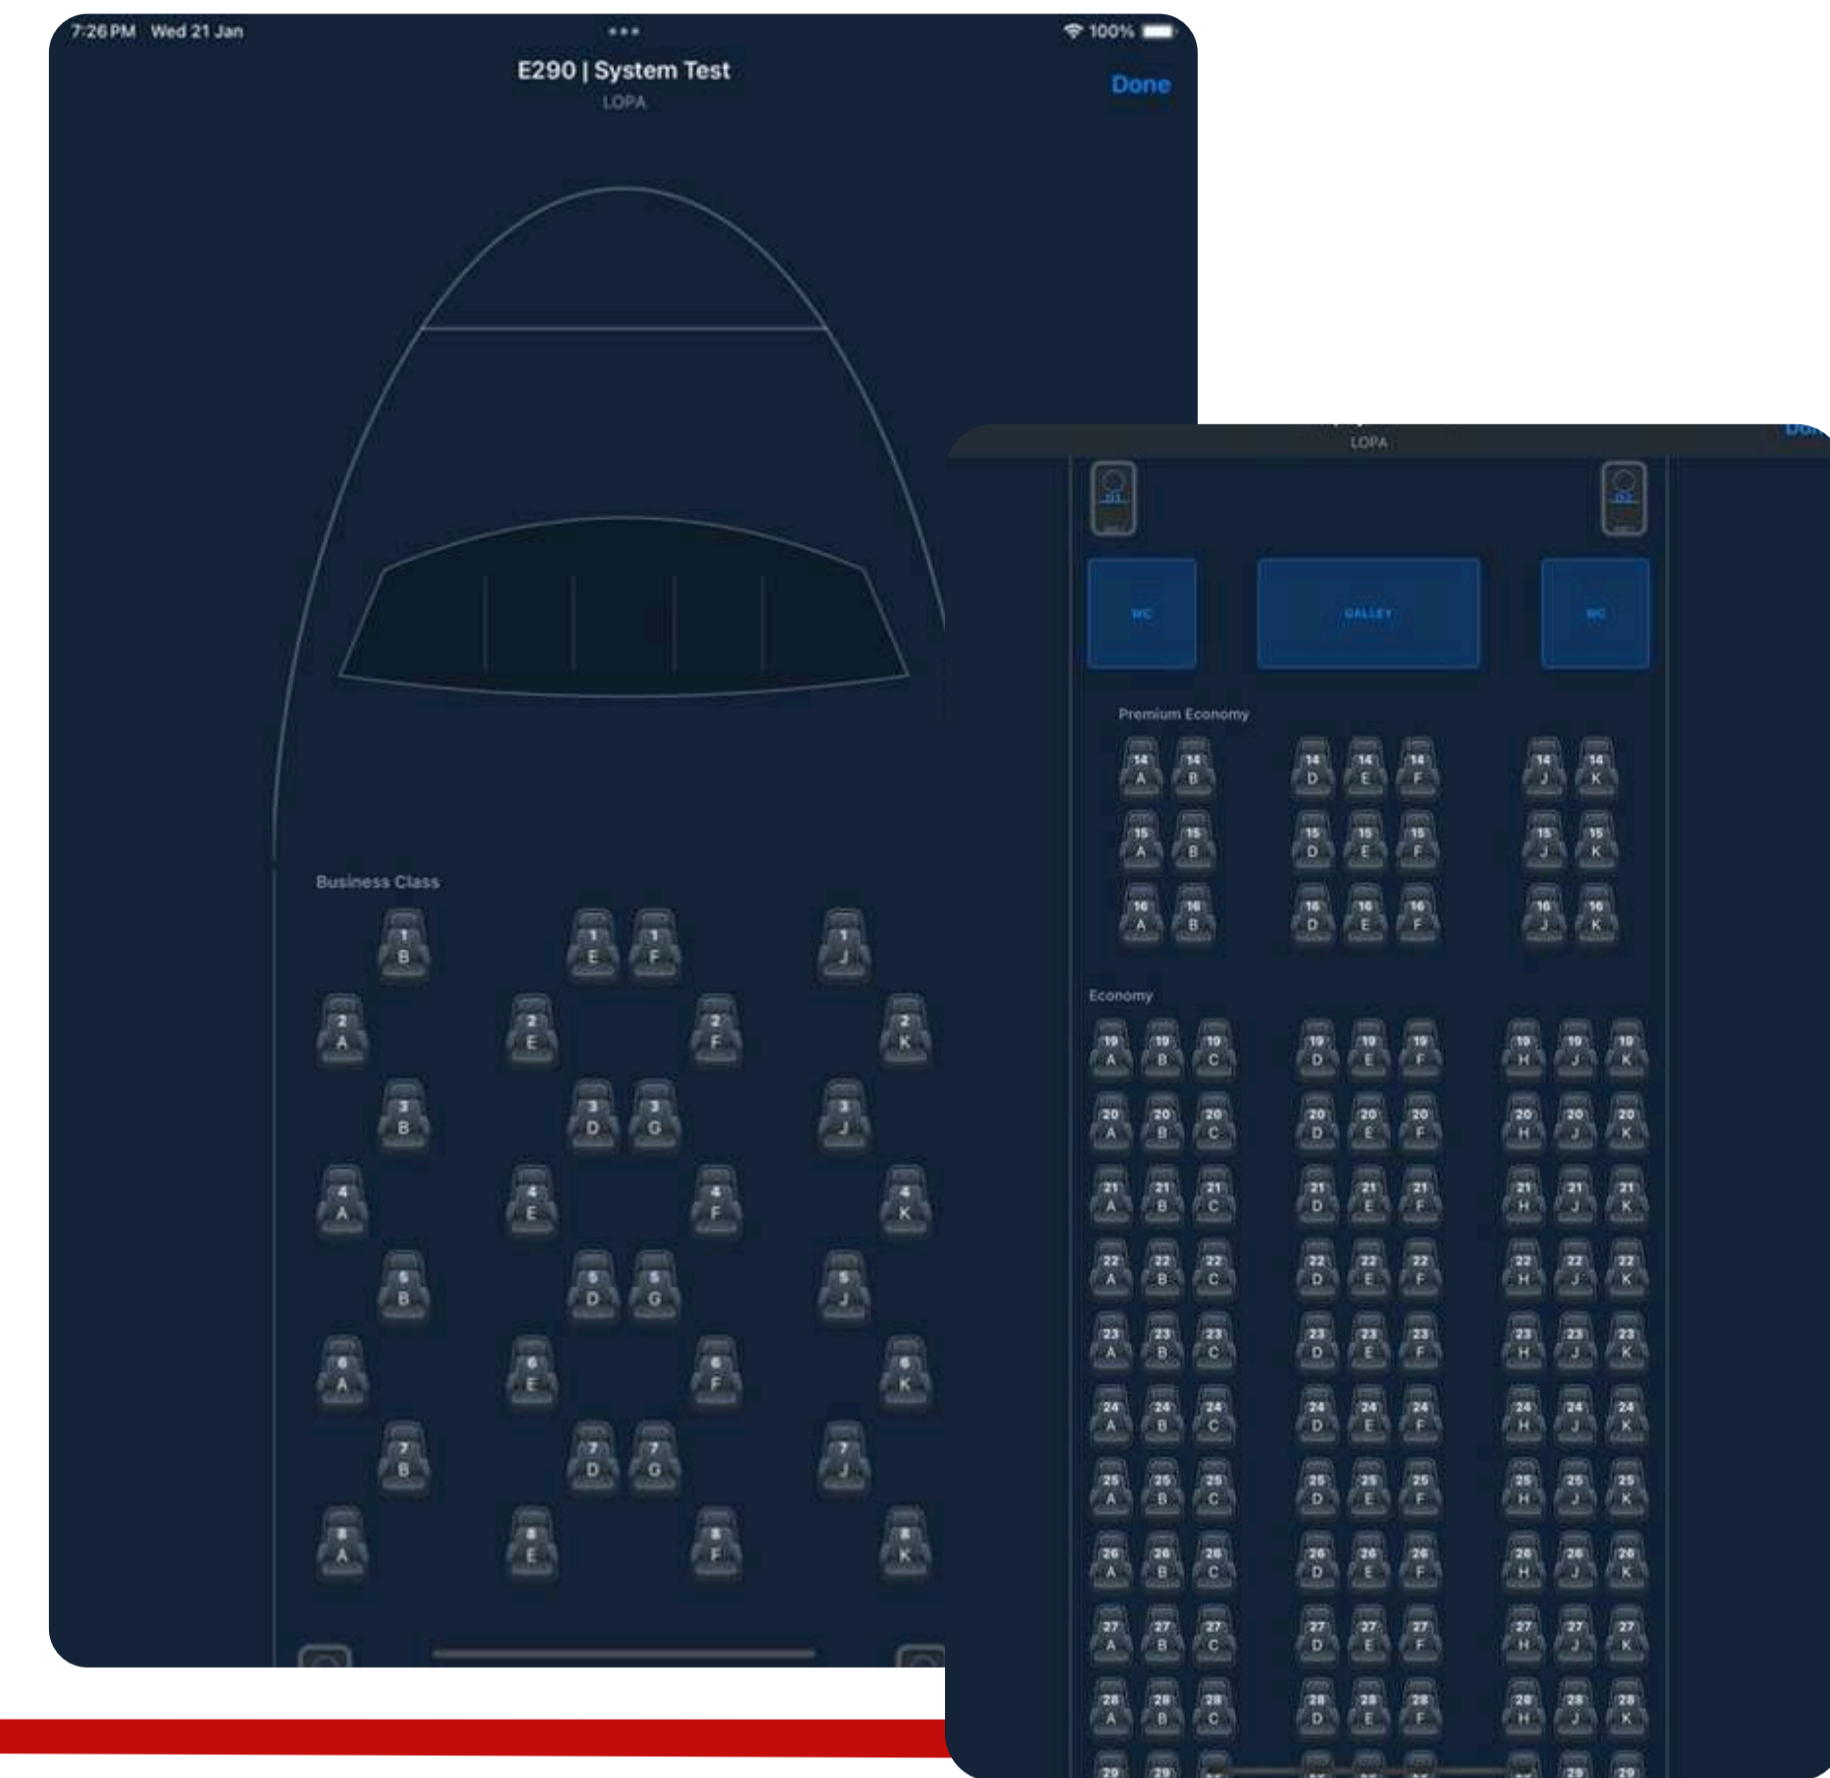 7:26 PM Wed 21 Jan
100%
E290 | System Test
LOPA
Done
Business Class
1 B 1 E 1 F 1 J
2 A 2 E 2 F 2 K
3 B 3 D 3 G 3 J
4 A 4 E 4 F 4 K
5 B 5 D 5 G 5 J
6 A 6 E 6 F 6 K
7 B 7 D 7 G 7 J
8 A 8 E 8 F 8 K
LOPA
WC GALLEY WC
Premium Economy
14 A 14 B 14 D 14 E 14 F 14 J 14 K
15 A 15 B 15 D 15 E 15 F 15 J 15 K
16 A 16 B 16 D 16 E 16 F 16 J 16 K
Economy
19 A 19 B 19 C 19 D 19 E 19 F 19 H 19 J 19 K
20 A 20 B 20 C 20 D 20 E 20 F 20 H 20 J 20 K
21 A 21 B 21 C 21 D 21 E 21 F 21 H 21 J 21 K
22 A 22 B 22 C 22 D 22 E 22 F 22 H 22 J 22 K
23 A 23 B 23 C 23 D 23 E 23 F 23 H 23 J 23 K
24 A 24 B 24 C 24 D 24 E 24 F 24 H 24 J 24 K
25 A 25 B 25 C 25 D 25 E 25 F 25 H 25 J 25 K
26 A 26 B 26 C 26 D 26 E 26 F 26 H 26 J 26 K
27 A 27 B 27 C 27 D 27 E 27 F 27 H 27 J 27 K
28 A 28 B 28 C 28 D 28 E 28 F 28 H 28 J 28 K
29 29 29 29